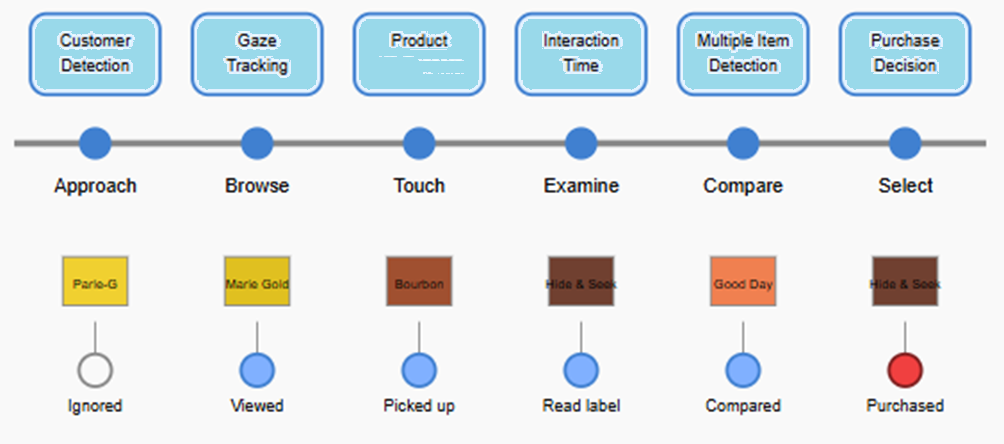 Customer
Detection
Gaze
Tracking
Product
Interaction
Time
Multiple Item
Detection
Purchase
Decision
Approach
Browse
Touch
Examine
Compare
Select
Parle-G
Marie Gold
Bourbon
Hide & Seek
Good Day
Hide & Seek
Ignored
Viewed
Picked up
Read label
Compared
Purchased